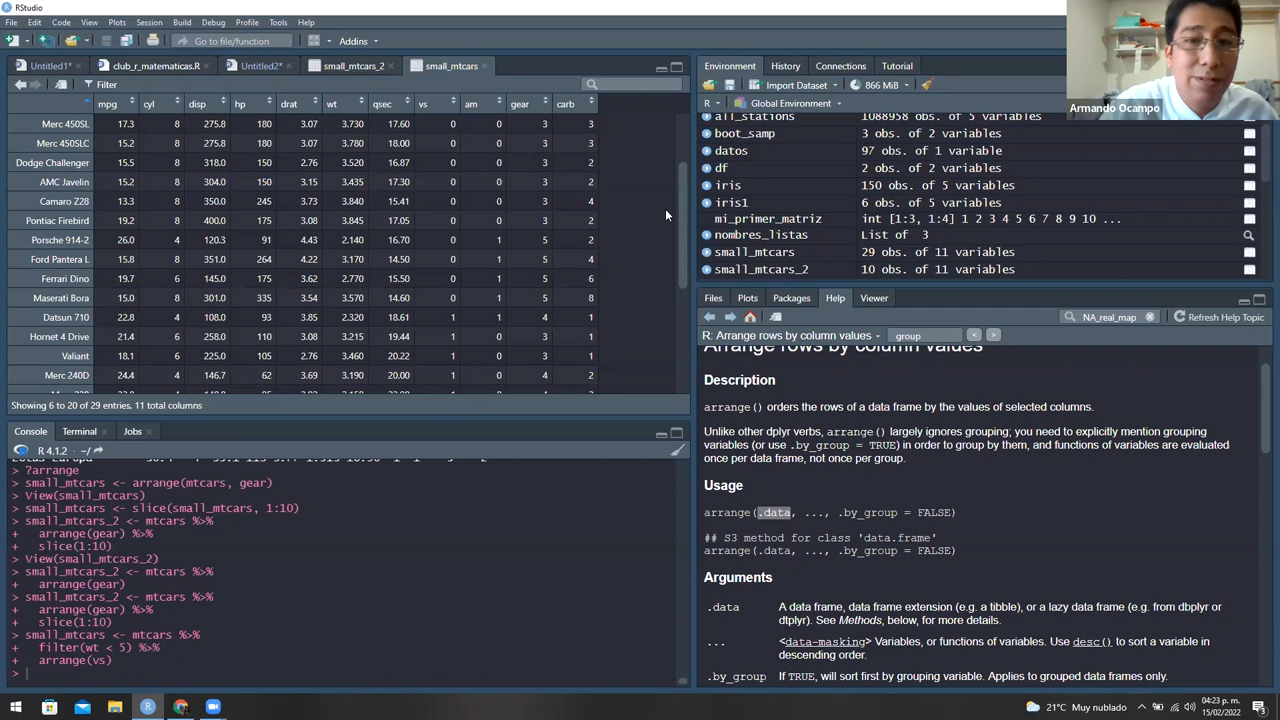 RStudio
File Edit Code View Plots Session Build Debug Profile Tools Help
Go to file/function Addins
Untitled1* club_r_matematicas.R Untitled2* small_mtcars_2 small_mtcars
Filter
mpg cyl disp hp drat wt qsec vs am gear carb
Merc 450SL 17.3 8 275.8 180 3.07 3.730 17.60 0 0 3 3
Merc 450SLC 15.2 8 275.8 180 3.07 3.780 18.00 0 0 3 3
Dodge Challenger 15.5 8 318.0 150 2.76 3.520 16.87 0 0 3 2
AMC Javelin 15.2 8 304.0 150 3.15 3.435 17.30 0 0 3 2
Camaro Z28 13.3 8 350.0 245 3.73 3.840 15.41 0 0 3 4
Pontiac Firebird 19.2 8 400.0 175 3.08 3.845 17.05 0 0 3 2
Porsche 914-2 26.0 4 120.3 91 4.43 2.140 16.70 0 1 5 2
Ford Pantera L 15.8 8 351.0 264 4.22 3.170 14.50 0 1 5 4
Ferrari Dino 19.7 6 145.0 175 3.62 2.770 15.50 0 1 5 6
Maserati Bora 15.0 8 301.0 335 3.54 3.570 14.60 0 1 5 8
Datsun 710 22.8 4 108.0 93 3.85 2.320 18.61 1 1 4 1
Hornet 4 Drive 21.4 6 258.0 110 3.08 3.215 19.44 1 0 3 1
Valiant 18.1 6 225.0 105 2.76 3.460 20.22 1 0 3 1
Merc 240D 24.4 4 146.7 62 3.69 3.190 20.00 1 0 4 2
Showing 6 to 20 of 29 entries, 11 total columns
Console Terminal Jobs
R 4.1.2 · ~/
> ?arrange
> small_mtcars <- arrange(mtcars, gear)
> View(small_mtcars)
> small_mtcars <- slice(small_mtcars, 1:10)
> small_mtcars_2 <- mtcars %>%
+ arrange(gear) %>%
+ slice(1:10)
> View(small_mtcars_2)
> small_mtcars_2 <- mtcars %>%
+ arrange(gear)
> small_mtcars_2 <- mtcars %>%
+ arrange(gear) %>%
+ slice(1:10)
> small_mtcars <- mtcars %>%
+ filter(wt < 5) %>%
+ arrange(vs)
>
Environment History Connections Tutorial
Import Dataset 866 MiB
R Global Environment
all_stations 1088958 obs. of 5 variables
boot_samp 3 obs. of 2 variables
datos 97 obs. of 1 variable
df 2 obs. of 2 variables
iris 150 obs. of 5 variables
iris1 6 obs. of 5 variables
mi_primer_matriz int [1:3, 1:4] 1 2 3 4 5 6 7 8 9 10 ...
nombres_listas List of 3
small_mtcars 29 obs. of 11 variables
small_mtcars_2 10 obs. of 11 variables
Armando Ocampo
Files Plots Packages Help Viewer
NA_real_map Refresh Help Topic
R: Arrange rows by column values group
Arrange rows by column values
Description
arrange() orders the rows of a data frame by the values of selected columns.
Unlike other dplyr verbs, arrange() largely ignores grouping; you need to explicitly mention grouping
variables (or use .by_group = TRUE) in order to group by them, and functions of variables are evaluated
once per data frame, not once per group.
Usage
arrange(.data, ..., .by_group = FALSE)
## S3 method for class 'data.frame'
arrange(.data, ..., .by_group = FALSE)
Arguments
.data A data frame, data frame extension (e.g. a tibble), or a lazy data frame (e.g. from dbplyr or
dtplyr). See Methods, below, for more details.
... <data-masking> Variables, or functions of variables. Use desc() to sort a variable in
descending order.
.by_group If TRUE, will sort first by grouping variable. Applies to grouped data frames only.
21°C Muy nublado
04:23 p. m.
15/02/2022
3